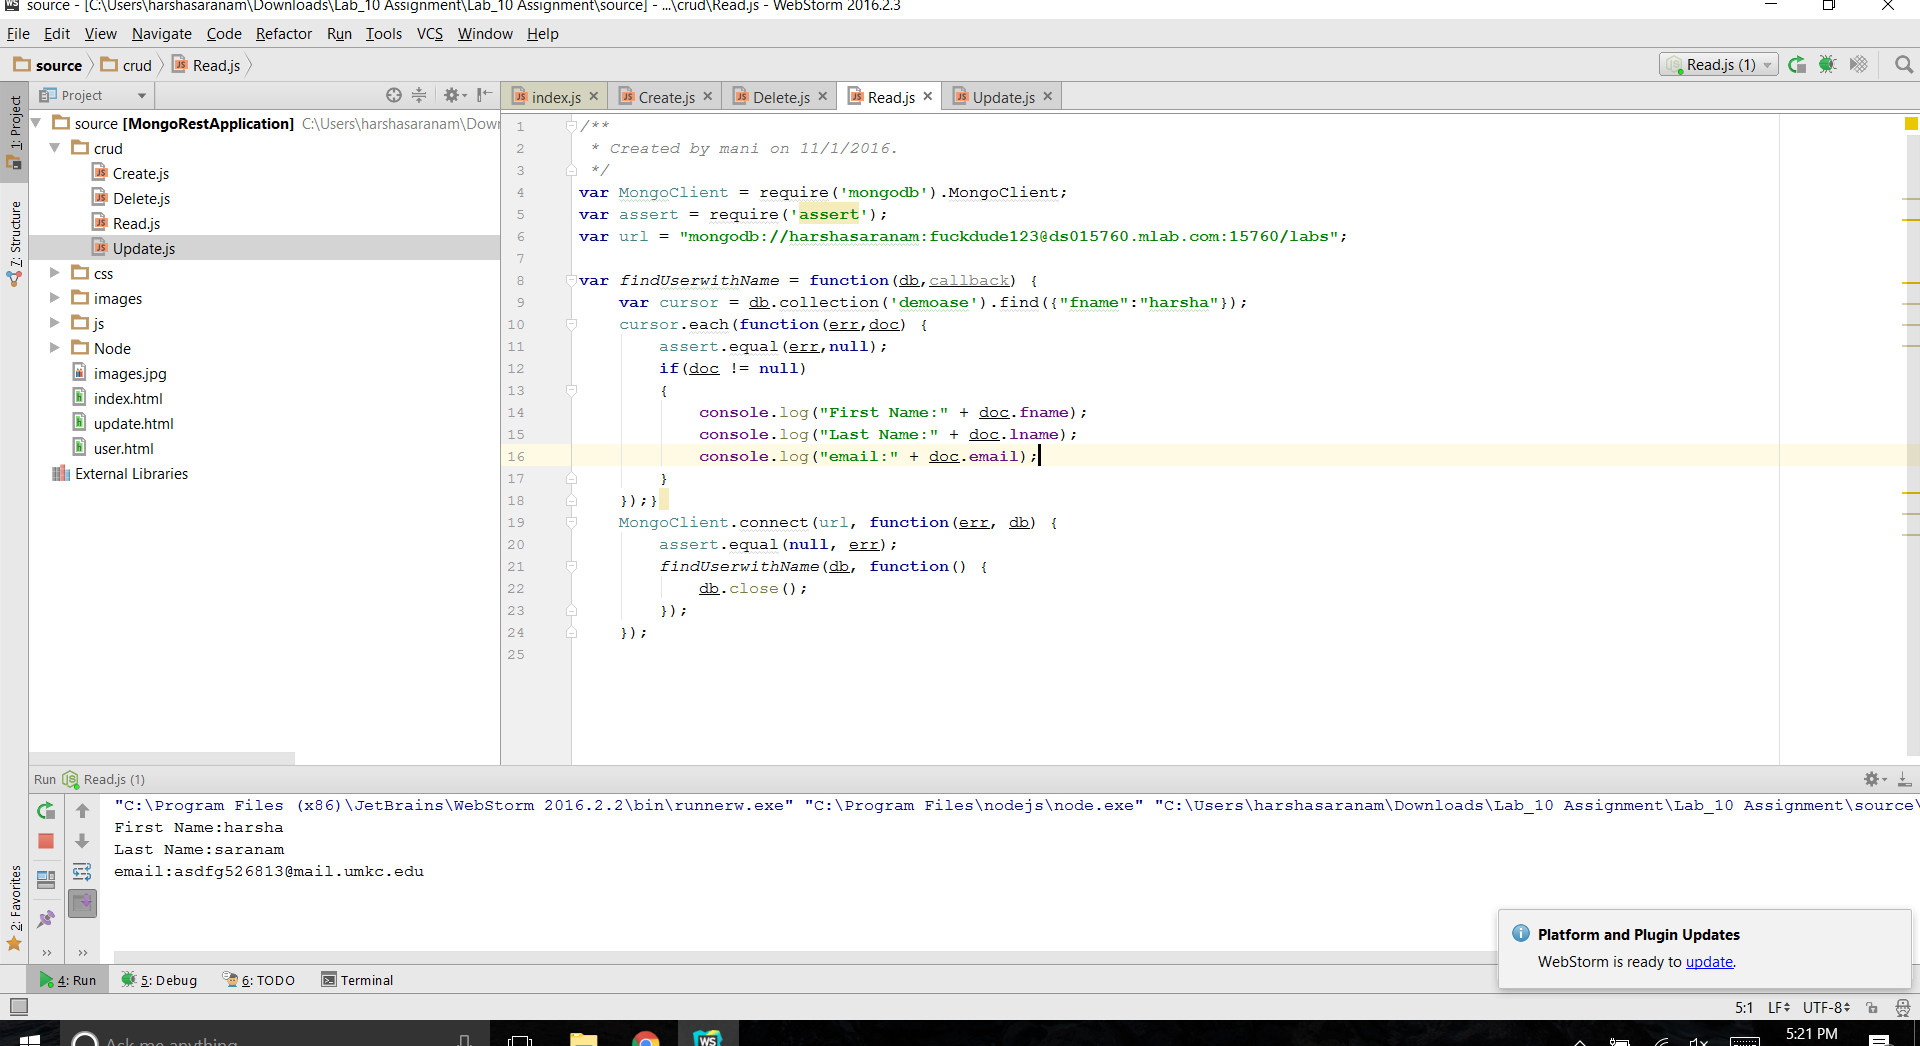 source - [C:\Users\harshasaranam\Downloads\Lab_10 Assignment\Lab_10 Assignment\source] - ...\crud\Read.js - WebStorm 2016.2.3
File Edit View Navigate Code Refactor Run Tools VCS Window Help
source crud Read.js Read.js (1)
Project
index.js Create.js Delete.js Read.js Update.js
1: Project
7: Structure
2: Favorites
source [MongoRestApplication] C:\Users\harshasaranam\Dow
crud
Create.js
Delete.js
Read.js
Update.js
css
images
js
Node
images.jpg
index.html
update.html
user.html
External Libraries
1 /**
2 * Created by mani on 11/1/2016.
3 */
4 var MongoClient = require('mongodb').MongoClient;
5 var assert = require('assert');
6 var url = "mongodb://harshasaranam:fuckdude123@ds015760.mlab.com:15760/labs";
7
8 var findUserwithName = function(db,callback) {
9 var cursor = db.collection('demoase').find({"fname":"harsha"});
10 cursor.each(function(err,doc) {
11 assert.equal(err,null);
12 if(doc != null)
13 {
14 console.log("First Name:" + doc.fname);
15 console.log("Last Name:" + doc.lname);
16 console.log("email:" + doc.email);
17 }
18 });}
19 MongoClient.connect(url, function(err, db) {
20 assert.equal(null, err);
21 findUserwithName(db, function() {
22 db.close();
23 });
24 });
25
Run Read.js (1)
"C:\Program Files (x86)\JetBrains\WebStorm 2016.2.2\bin\runnerw.exe" "C:\Program Files\nodejs\node.exe" "C:\Users\harshasaranam\Downloads\Lab_10 Assignment\Lab_10 Assignment\source\
First Name:harsha
Last Name:saranam
email:asdfg526813@mail.umkc.edu
Platform and Plugin Updates
WebStorm is ready to update.
4: Run 5: Debug 6: TODO Terminal
5:1 LF UTF-8
Ask me anything
WS
5:21 PM